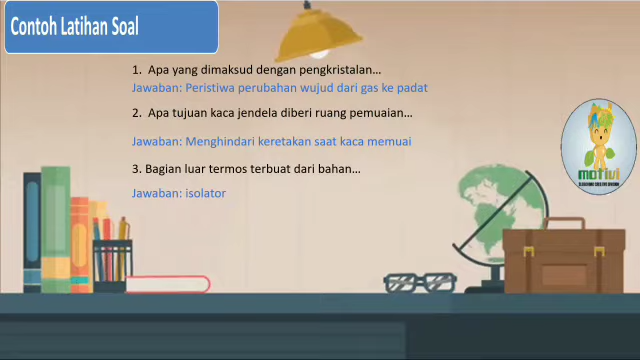 Contoh Latihan Soal
1. Apa yang dimaksud dengan pengkristalan...
Jawaban: Peristiwa perubahan wujud dari gas ke padat
2. Apa tujuan kaca jendela diberi ruang pemuaian...
Jawaban: Menghindari keretakan saat kaca memuai
3. Bagian luar termos terbuat dari bahan...
Jawaban: isolator
MOTIVI